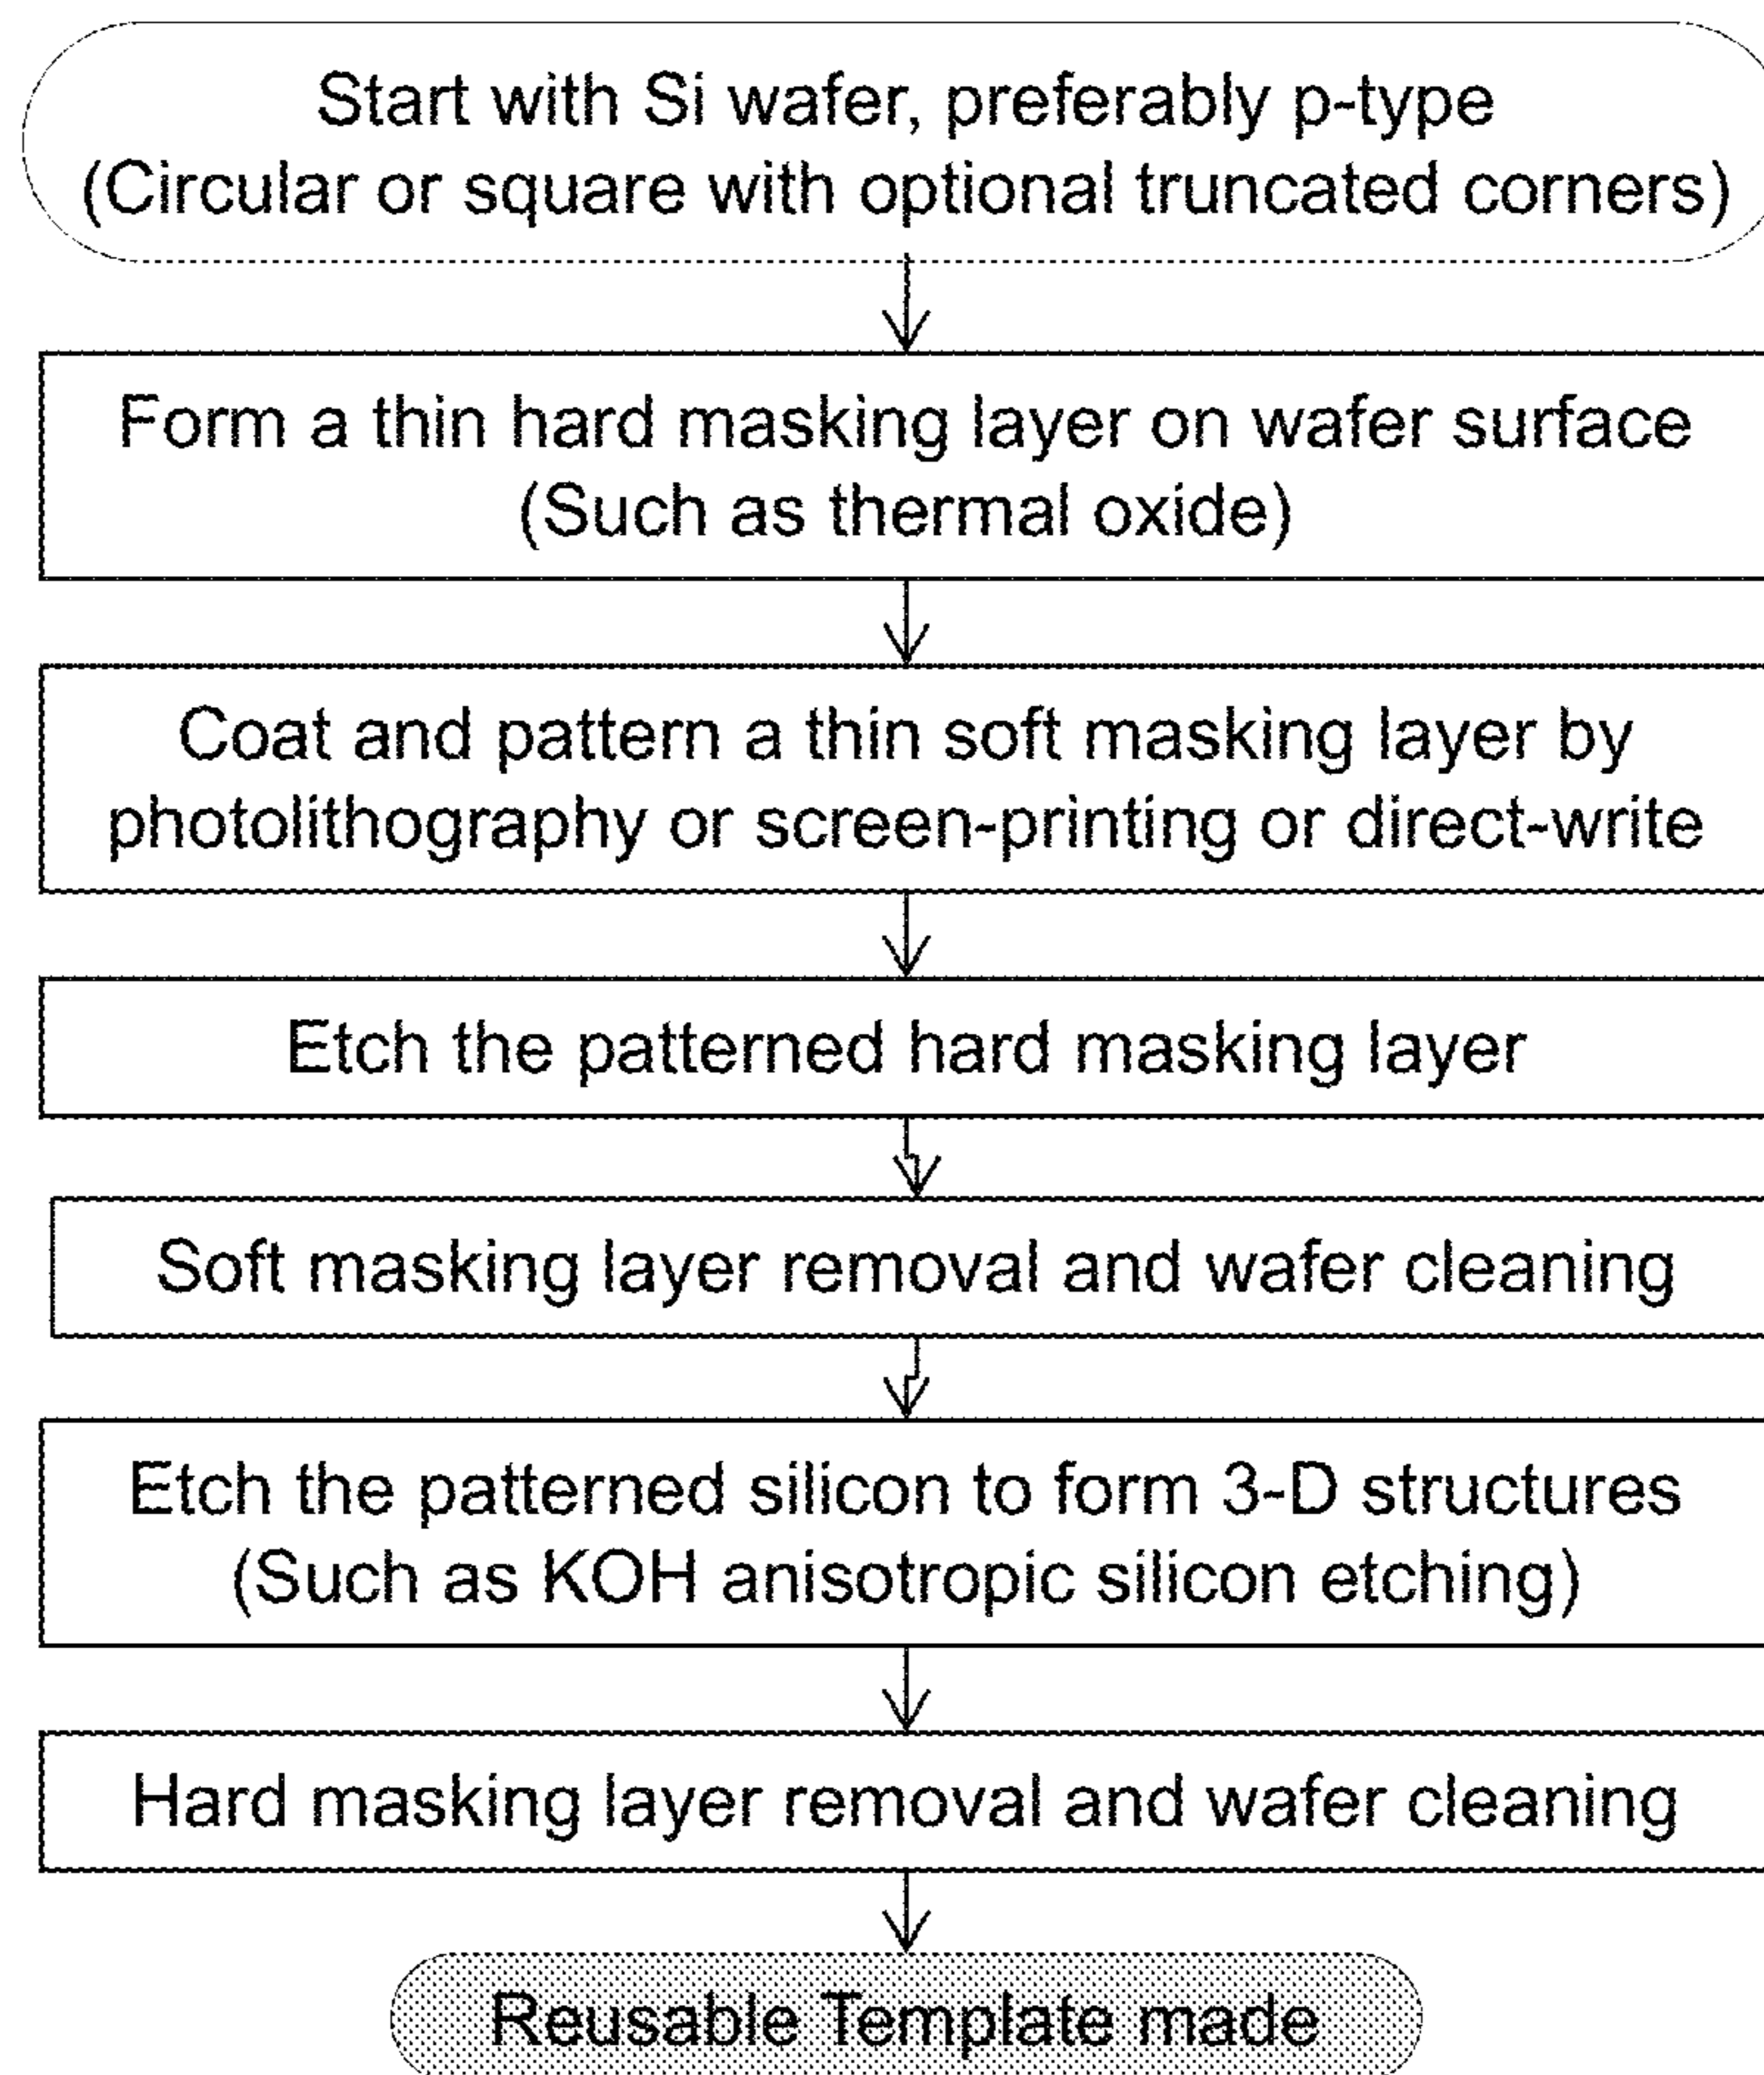 Start with Si wafer, preferably p-type
(Circular or square with optional truncated corners)
Form a thin hard masking layer on wafer surface
(Such as thermal oxide)
Coat and pattern a thin soft masking layer by
photolithography or screen-printing or direct-write
Etch the patterned hard masking layer
Soft masking layer removal and wafer cleaning
Etch the patterned silicon to form 3-D structures
(Such as KOH anisotropic silicon etching)
Hard masking layer removal and wafer cleaning
Reusable Template made